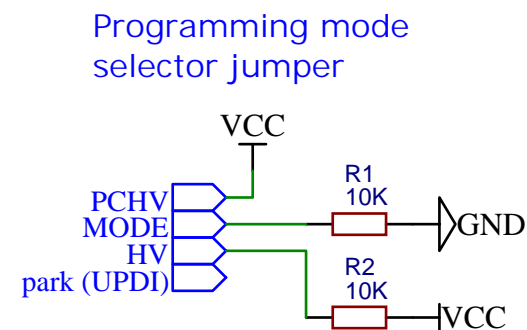 Programming mode
selector jumper
VCC
PCHV
MODE
HV
park (UPDI)
R1
10K
GND
R2
10K
VCC